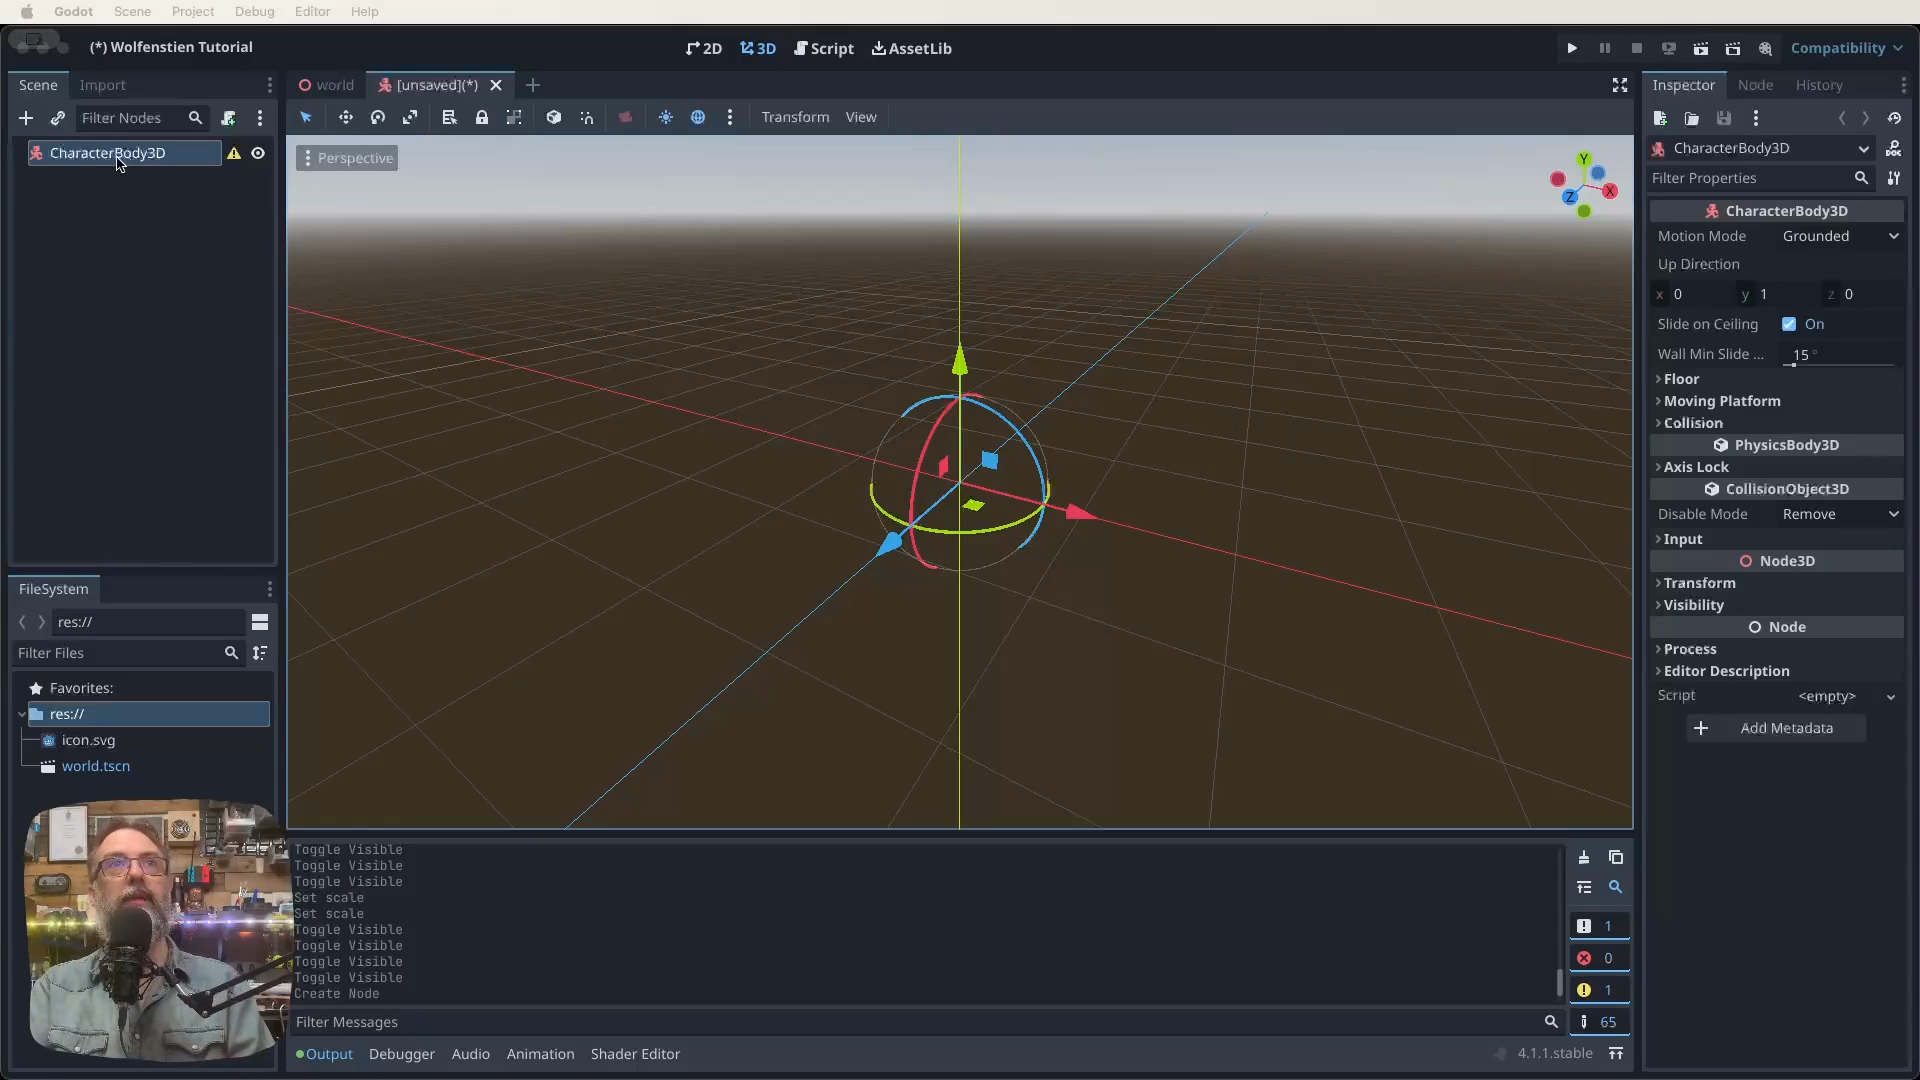 Godot Scene Project Debug Editor Help
(*) Wolfenstien Tutorial
2D 3D Script AssetLib
Compatibility
Scene Import
world [unsaved](*)
Inspector Node History
Filter Nodes
Transform View
CharacterBody3D
Perspective
Y
X
Z
CharacterBody3D
Filter Properties
CharacterBody3D
Motion Mode Grounded
Up Direction
x 0 y 1 z 0
Slide on Ceiling On
Wall Min Slide ... 15 °
Floor
Moving Platform
Collision
PhysicsBody3D
Axis Lock
CollisionObject3D
Disable Mode Remove
Input
Node3D
Transform
Visibility
Node
Process
Editor Description
Script <empty>
Add Metadata
FileSystem
res://
Filter Files
Favorites:
res://
icon.svg
world.tscn
Toggle Visible
Toggle Visible
Toggle Visible
Set scale
Set scale
Toggle Visible
Toggle Visible
Toggle Visible
Toggle Visible
Create Node
1
0
1
65
Filter Messages
Output Debugger Audio Animation Shader Editor
4.1.1.stable